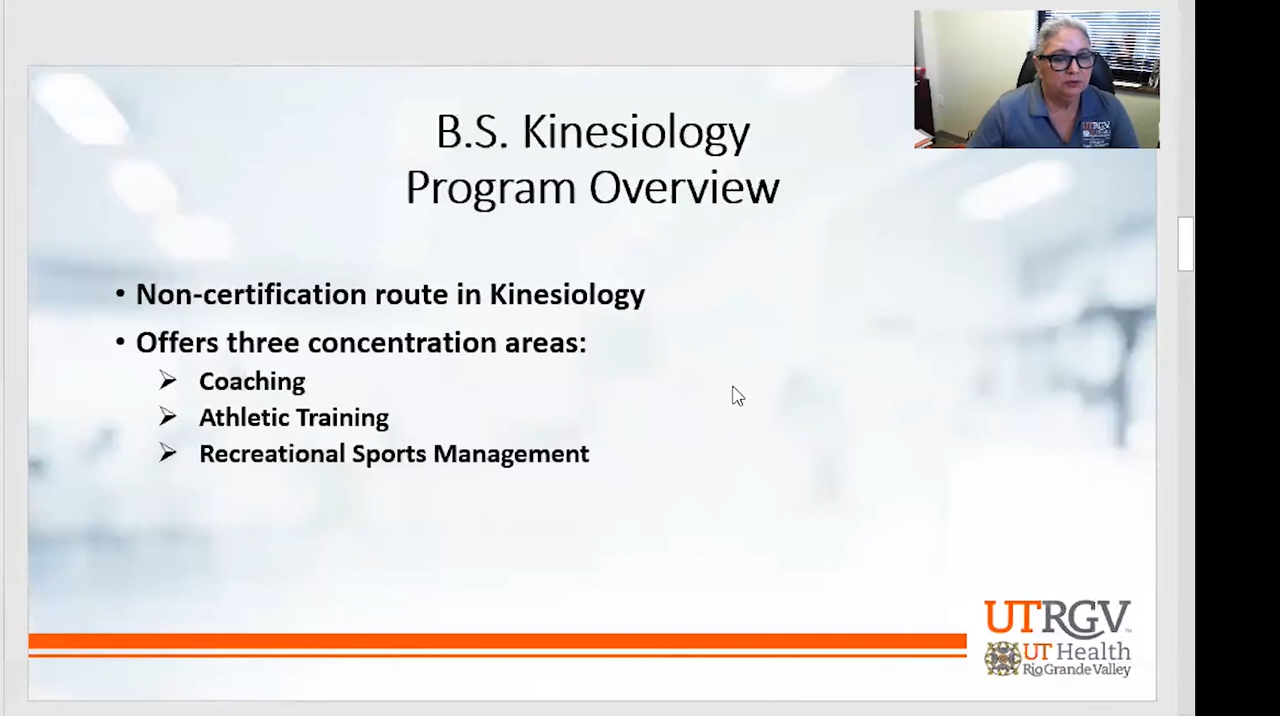 B.S. Kinesiology
Program Overview
• Non-certification route in Kinesiology
• Offers three concentration areas:
➢ Coaching
➢ Athletic Training
➢ Recreational Sports Management
UTRGV
UTRGV™
UT Health
Rio Grande Valley